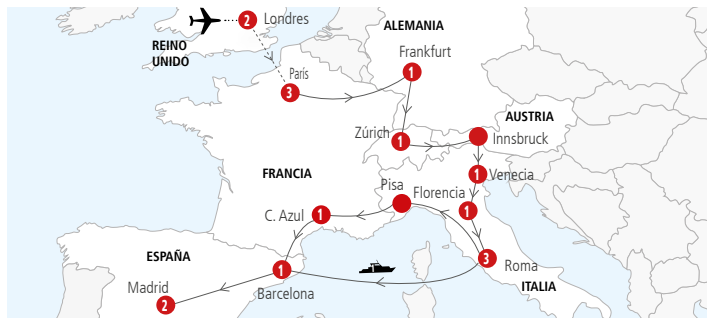 2
Londres
REINO
UNIDO
ALEMANIA
Frankfurt
1
París
3
AUSTRIA
Zúrich
1
Innsbruck
1
Venecia
FRANCIA
Pisa
Florencia
1
C. Azul
1
ESPAÑA
3
Roma
1
Madrid
2
Barcelona
ITALIA